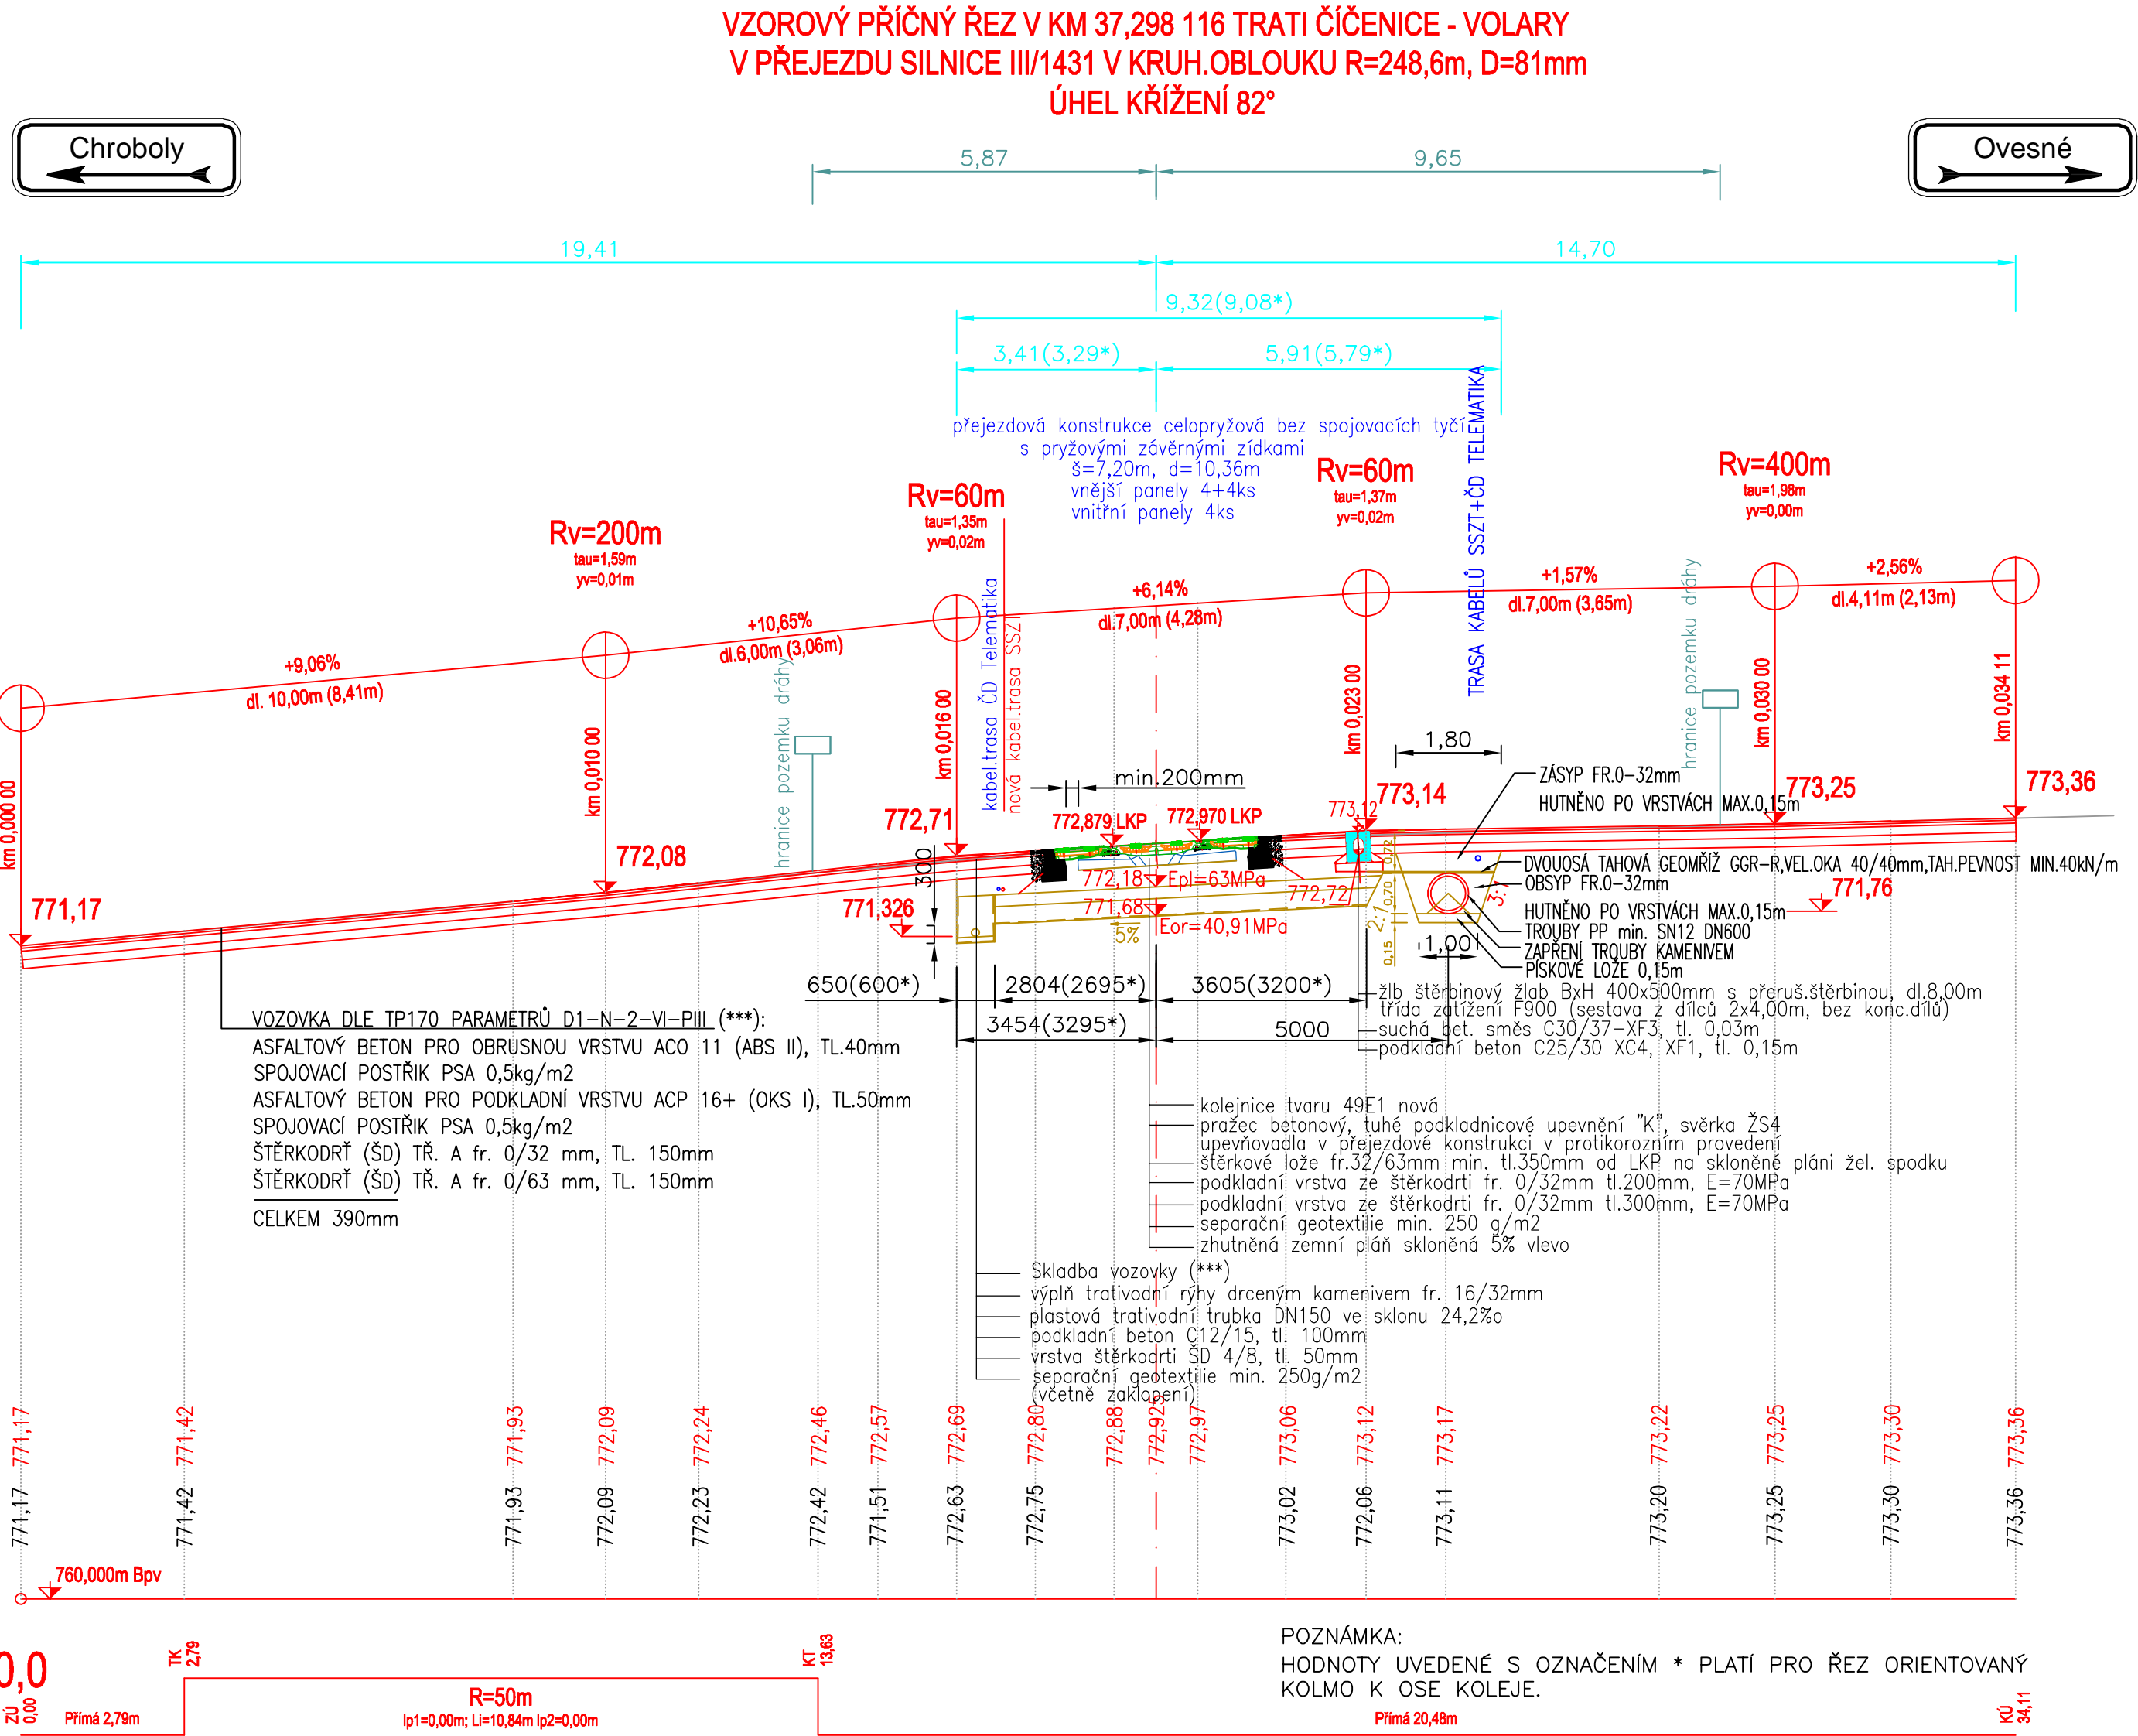 VZOROVÝ PŘÍČNÝ ŘEZ V KM 37,298 116 TRATI ČÍČENICE - VOLARY
V PŘEJEZDU SILNICE III/1431 V KRUH.OBLOUKU R=248,6m, D=81mm
ÚHEL KŘÍŽENÍ 82°
Chroboly
Ovesné
5,87
9,65
19,41
14,70
9,32(9,08*)
3,41(3,29*)
5,91(5,79*)
přejezdová konstrukce celopryžová bez spojovacích tyčí
s pryžovými závěrnými zídkami
š=7,20m, d=10,36m
vnější panely 4+4ks
vnitřní panely 4ks
TRASA KABELŮ SSZT+ČD TELEMATIKA
Rv=200m
tau=1,59m
yv=0,01m
Rv=60m
tau=1,35m
yv=0,02m
Rv=60m
tau=1,37m
yv=0,02m
Rv=400m
tau=1,98m
yv=0,00m
+9,06%
dl. 10,00m (8,41m)
+10,65%
dl.6,00m (3,06m)
+6,14%
dl.7,00m (4,28m)
+1,57%
dl.7,00m (3,65m)
+2,56%
dl.4,11m (2,13m)
km 0,000 00
km 0,010 00
km 0,016 00
km 0,023 00
km 0,030 00
km 0,034 11
hranice pozemku dráhy
kabel.trasa ČD Telematika
nová kabel.trasa SSZT
hranice pozemku dráhy
771,17
772,08
772,71
773,12
773,14
773,25
773,36
min.200mm
772,879 LKP
772,970 LKP
1,80
300
771,326
772,18
Epl=63MPa
771,68
Eor=40,91MPa
5%
772,72
0,72
0,70
0,15
2:1
3:1
1,00
771,76
ZÁSYP FR.0-32mm
HUTNĚNO PO VRSTVÁCH MAX.0,15m
DVOUOSÁ TAHOVÁ GEOMŘÍŽ GGR-R,VEL.OKA 40/40mm,TAH.PEVNOST MIN.40kN/m
OBSYP FR.0-32mm
HUTNĚNO PO VRSTVÁCH MAX.0,15m
TROUBY PP min. SN12 DN600
ZAPŘENÍ TROUBY KAMENIVEM
PÍSKOVÉ LOŽE 0,15m
650(600*)
2804(2695*)
3605(3200*)
3454(3295*)
5000
žlb štěrbinový žlab BxH 400x500mm s přeruš.štěrbinou, dl.8,00m
třída zatížení F900 (sestava z dílců 2x4,00m, bez konc.dílů)
suchá bet. směs C30/37-XF3, tl. 0,03m
podkladní beton C25/30 XC4, XF1, tl. 0,15m
VOZOVKA DLE TP170 PARAMETRŮ D1-N-2-VI-PIII (***):
ASFALTOVÝ BETON PRO OBRUSNOU VRSTVU ACO 11 (ABS II), TL.40mm
SPOJOVACÍ POSTŘIK PSA 0,5kg/m2
ASFALTOVÝ BETON PRO PODKLADNÍ VRSTVU ACP 16+ (OKS I), TL.50mm
SPOJOVACÍ POSTŘIK PSA 0,5kg/m2
ŠTĚRKODRŤ (ŠD) TŘ. A fr. 0/32 mm, TL. 150mm
ŠTĚRKODRŤ (ŠD) TŘ. A fr. 0/63 mm, TL. 150mm
CELKEM 390mm
kolejnice tvaru 49E1 nová
pražec betonový, tuhé podkladnicové upevnění "K", svěrka ŽS4
upevňovadla v přejezdové konstrukci v protikorozním provedení
štěrkové lože fr.32/63mm min. tl.350mm od LKP na skloněné pláni žel. spodku
podkladní vrstva ze štěrkodrti fr. 0/32mm tl.200mm, E=70MPa
podkladní vrstva ze štěrkodrti fr. 0/32mm tl.300mm, E=70MPa
separační geotextilie min. 250 g/m2
zhutněná zemní pláň skloněná 5% vlevo
Skladba vozovky (***)
výplň trativodní rýhy drceným kamenivem fr. 16/32mm
plastová trativodní trubka DN150 ve sklonu 24,2‰
podkladní beton C12/15, tl. 100mm
vrstva štěrkodrti ŠD 4/8, tl. 50mm
separační geotextilie min. 250g/m2
(včetně zaklopení)
771,17 771,42 771,93 772,09 772,24 772,46 772,57 772,69 772,80 772,88 772,925 772,97 773,06 773,12 773,17 773,22 773,25 773,30 773,36
771,17 771,42 771,93 772,09 772,23 772,42 771,51 772,63 772,75 773,02 772,06 773,11 773,20 773,25 773,30 773,36
760,000m Bpv
0,0
ZÚ 0,00
Přímá 2,79m
TK 2,79
R=50m
lp1=0,00m; Li=10,84m lp2=0,00m
KT 13,63
Přímá 20,48m
KÚ 34,11
POZNÁMKA:
HODNOTY UVEDENÉ S OZNAČENÍM * PLATÍ PRO ŘEZ ORIENTOVANÝ
KOLMO K OSE KOLEJE.